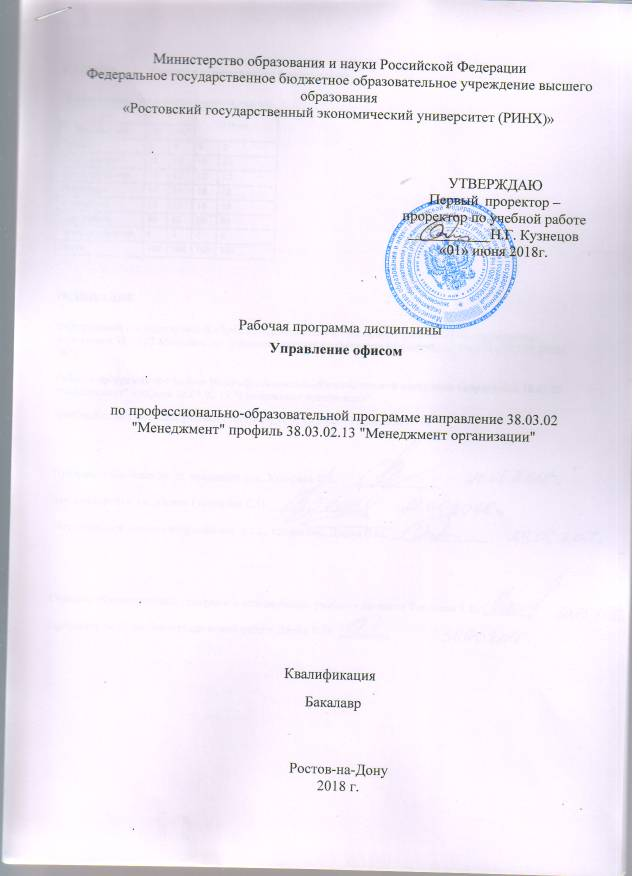 Министерство образования и науки Российской Федерации
Федеральное государственное бюджетное образовательное учреждение высшего
образования
«Ростовский государственный экономический университет (РИНХ)»
УТВЕРЖДАЮ
Первый проректор –
проректор по учебной работе
Н.Г. Кузнецов
«01» июня 2018г.
Рабочая программа дисциплины
Управление офисом
по профессионально-образовательной программе направление 38.03.02
"Менеджмент" профиль 38.03.02.13 "Менеджмент организации"
Квалификация
Бакалавр
Ростов-на-Дону
2018 г.